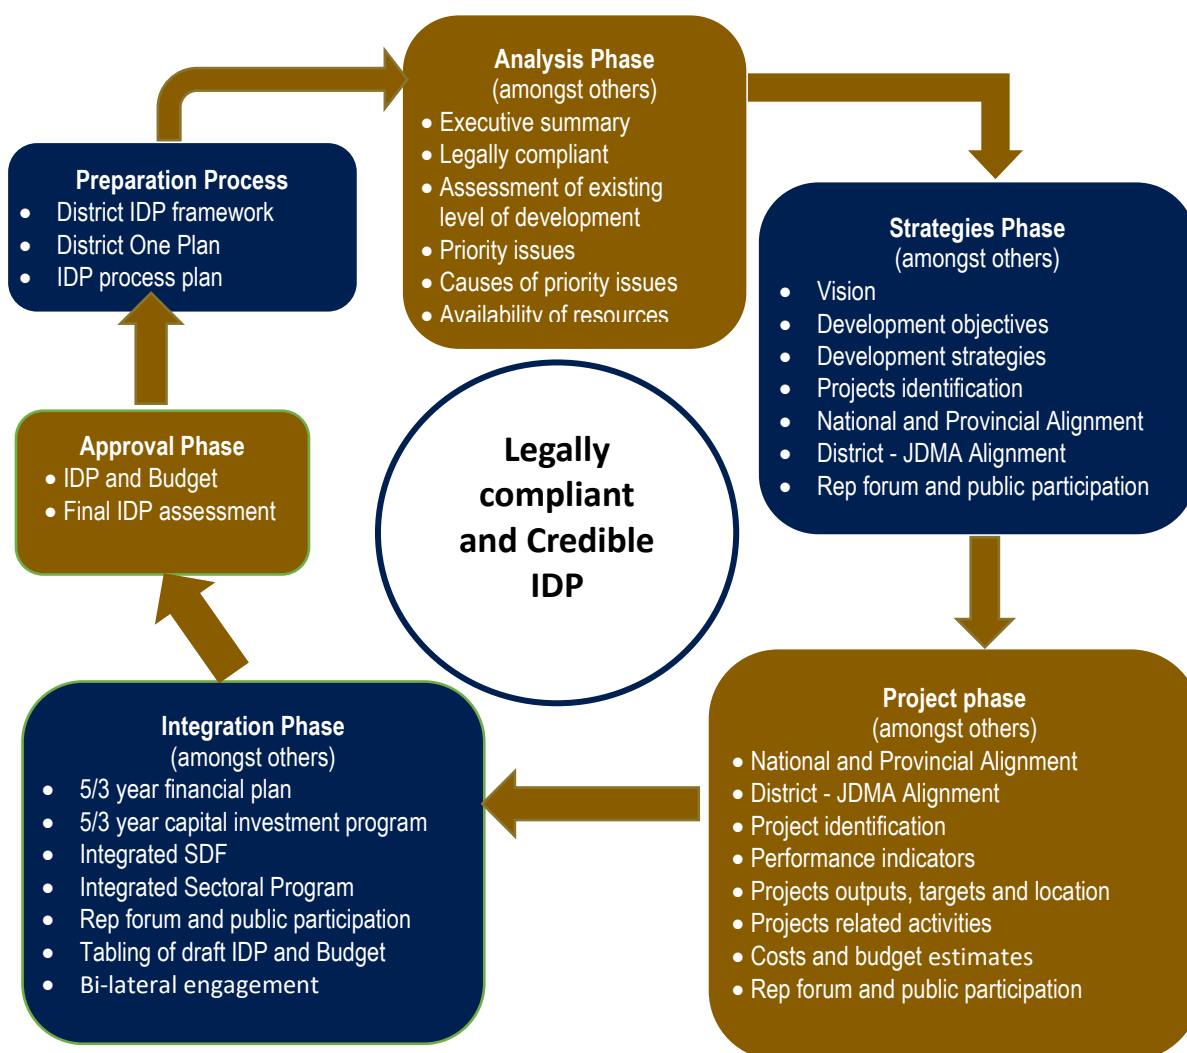 Preparation Process
• District IDP framework
• District One Plan
• IDP process plan
Analysis Phase
(amongst others)
• Executive summary
• Legally compliant
• Assessment of existing
level of development
• Priority issues
• Causes of priority issues
• Availability of resources
Strategies Phase
(amongst others)
• Vision
• Development objectives
• Development strategies
• Projects identification
• National and Provincial Alignment
• District - JDMA Alignment
• Rep forum and public participation
Project phase
(amongst others)
• National and Provincial Alignment
• District - JDMA Alignment
• Project identification
• Performance indicators
• Projects outputs, targets and location
• Projects related activities
• Costs and budget estimates
• Rep forum and public participation
Integration Phase
(amongst others)
• 5/3 year financial plan
• 5/3 year capital investment program
• Integrated SDF
• Integrated Sectoral Program
• Rep forum and public participation
• Tabling of draft IDP and Budget
• Bi-lateral engagement
Approval Phase
• IDP and Budget
• Final IDP assessment
Legally
compliant
and Credible
IDP